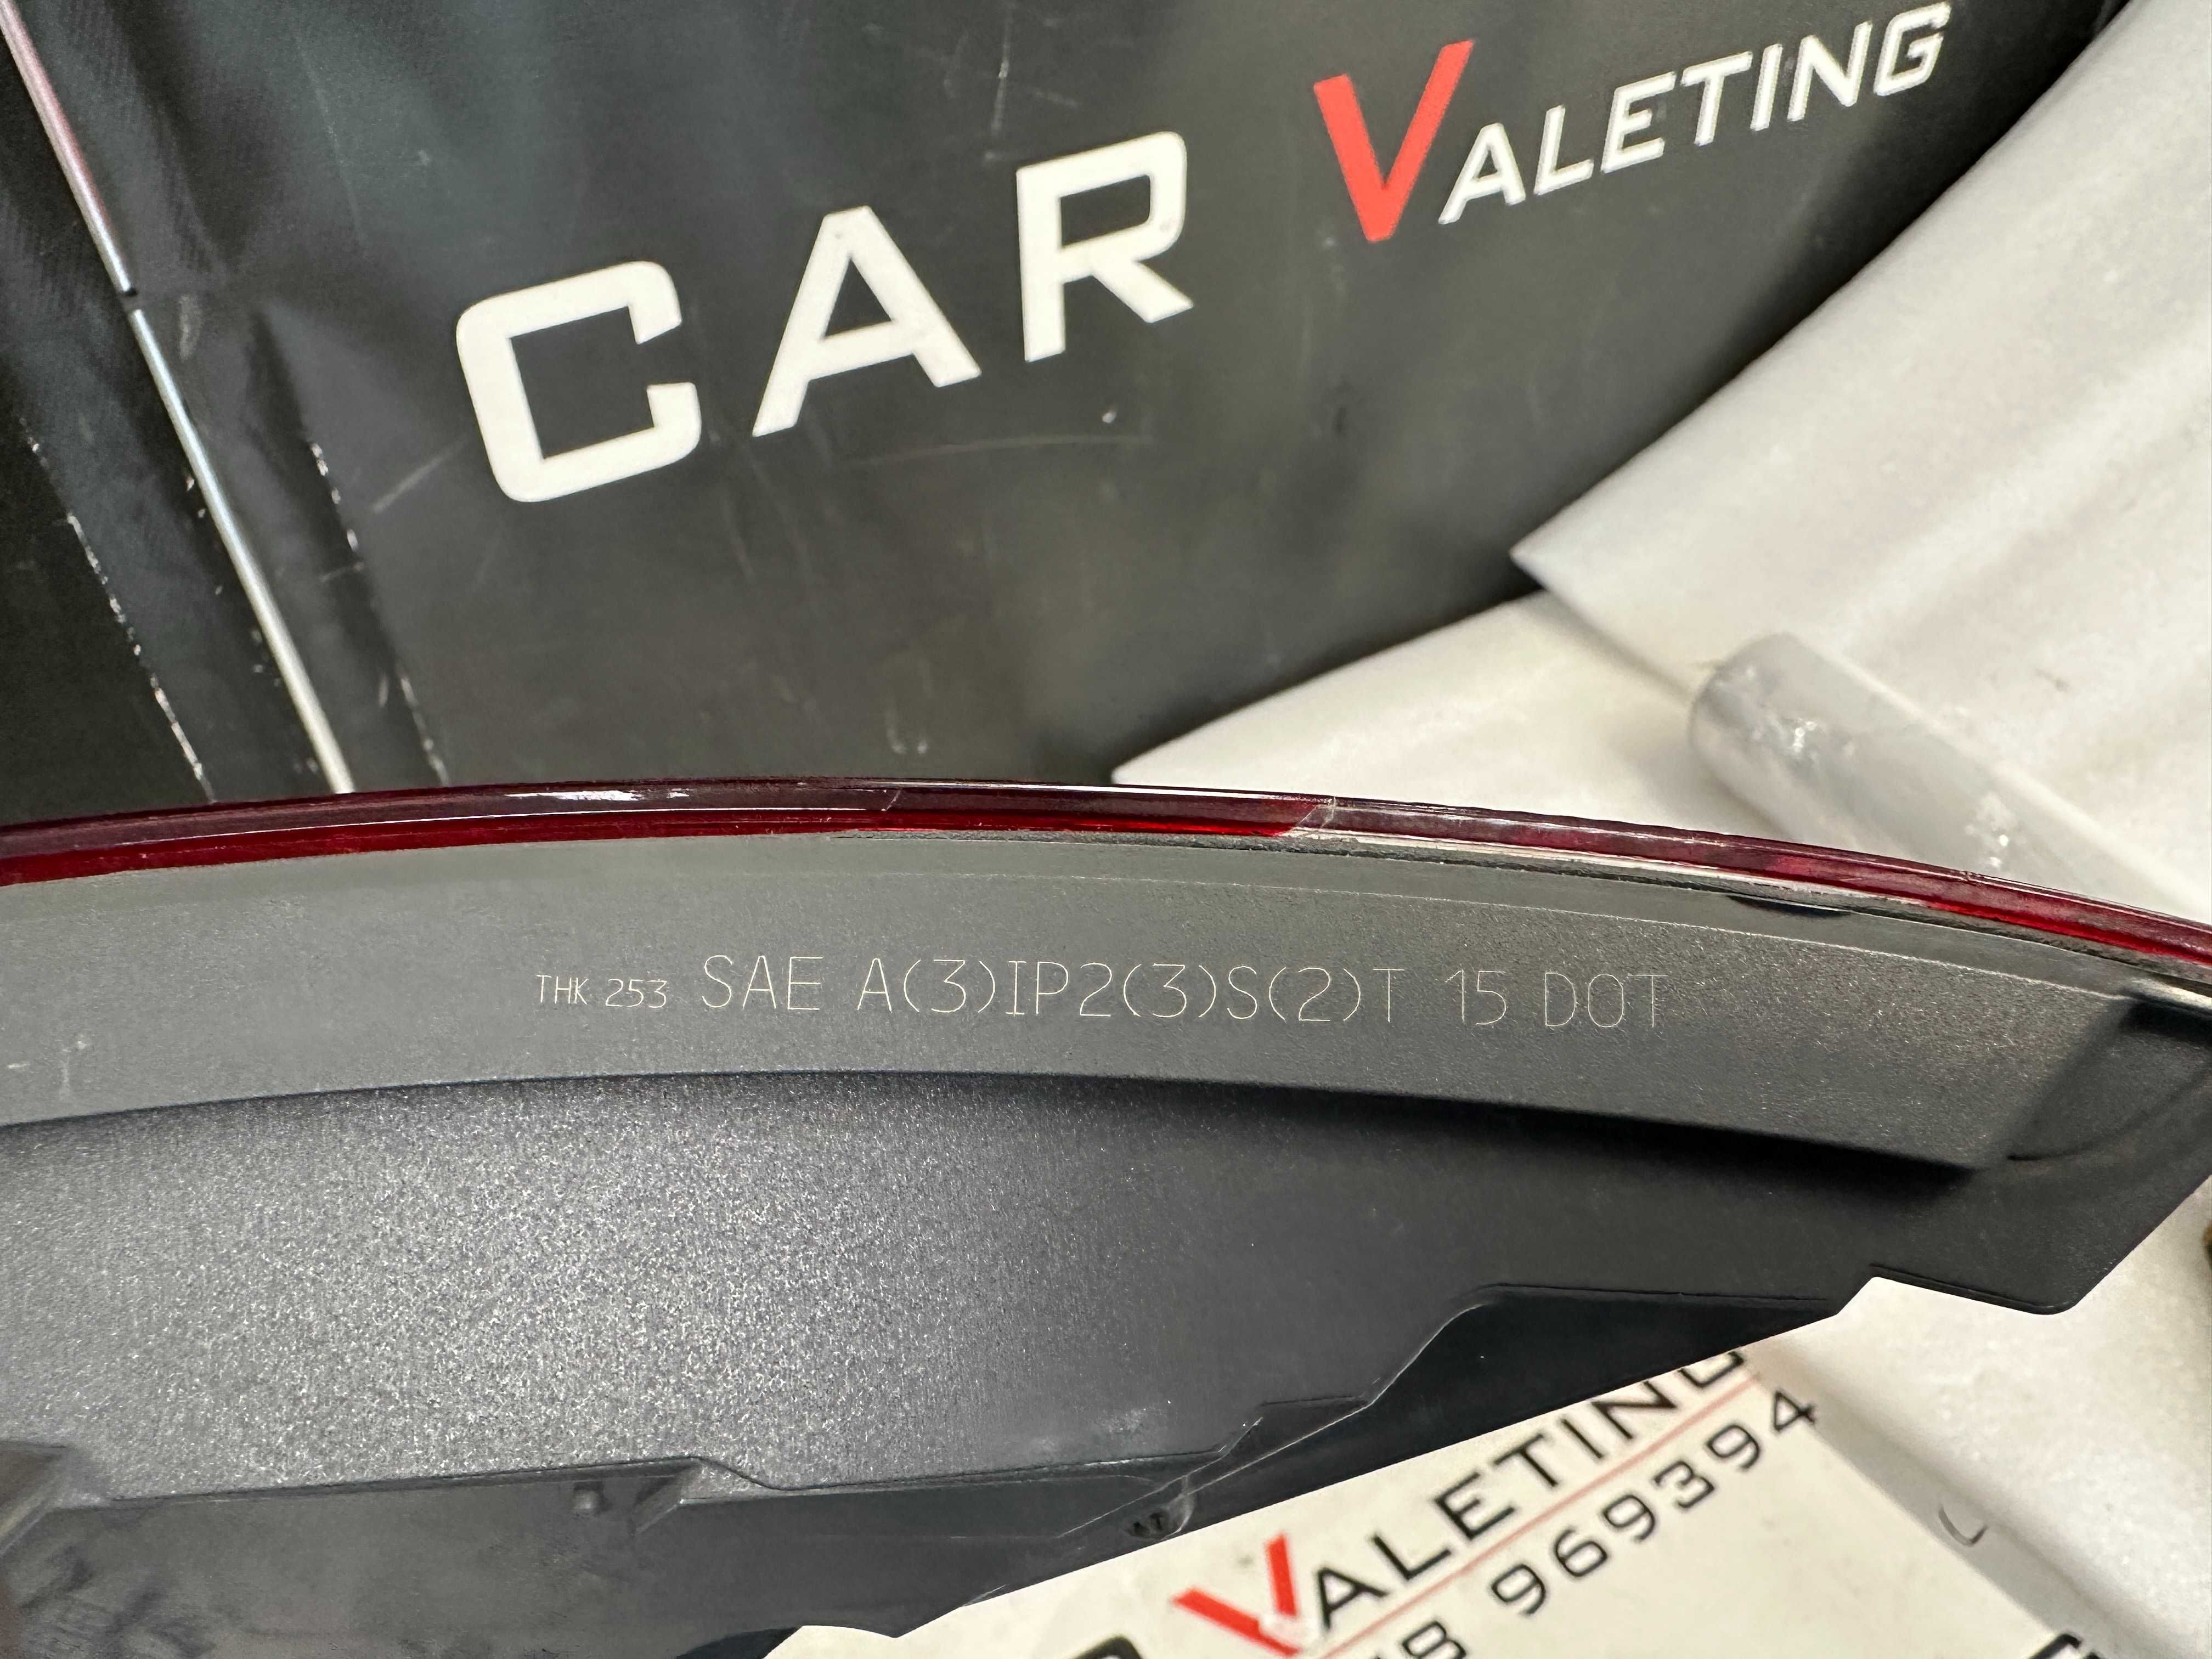 CAR VALETING
THK 253 SAE A(3)IP2(3)S(2)T 15 DOT
VALETING
969394